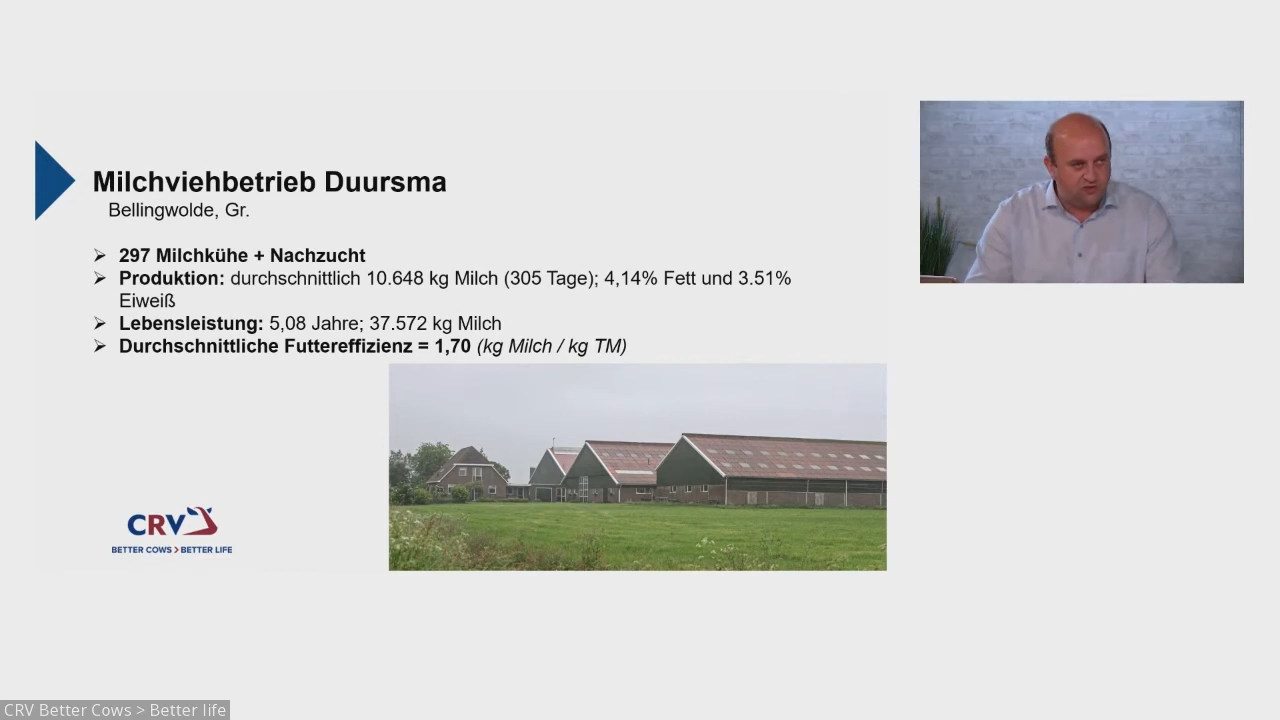 Milchviehbetrieb Duursma
Bellingwolde, Gr.
➢ 297 Milchkühe + Nachzucht
➢ Produktion: durchschnittlich 10.648 kg Milch (305 Tage); 4,14% Fett und 3.51%
Eiweiß
➢ Lebensleistung: 5,08 Jahre; 37.572 kg Milch
➢ Durchschnittliche Futtereffizienz = 1,70 (kg Milch / kg TM)
CRV
BETTER COWS > BETTER LIFE
CRV Better Cows > Better life